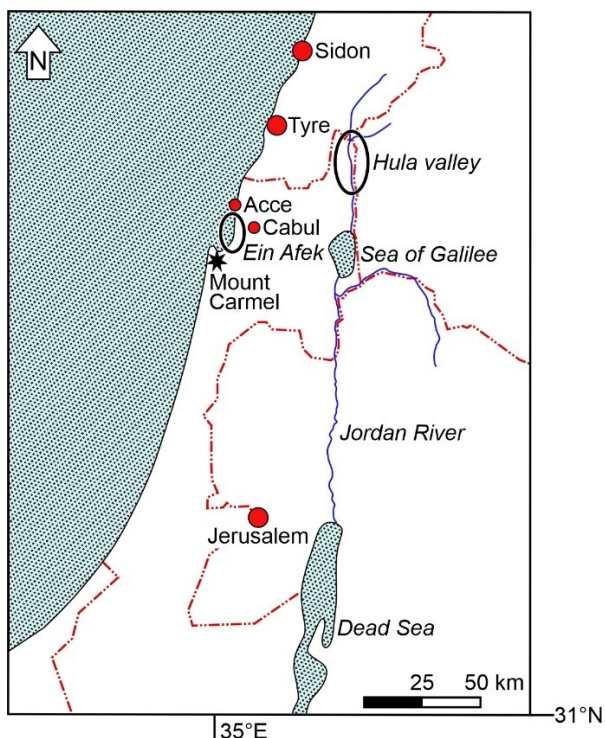 N
Sidon
Tyre
Hula valley
Acce
Cabul
Ein Afek
Sea of Galilee
Mount
Carmel
Jordan River
Jerusalem
Dead Sea
25 50 km
31°N
35°E